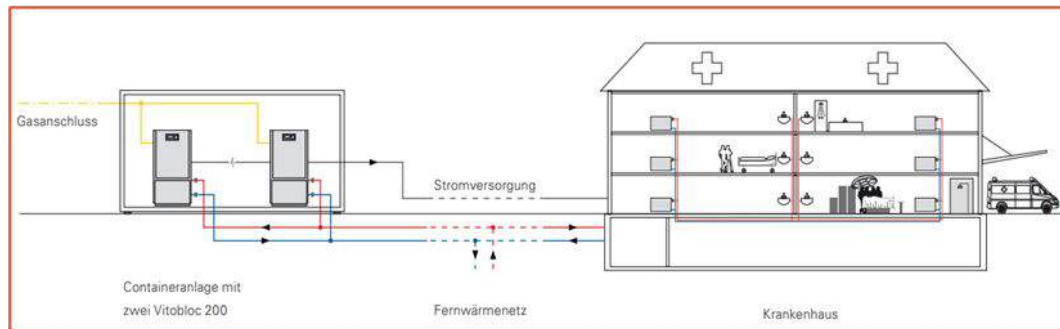 Gasanschluss
Stromversorgung
Containeranlage mit
zwei Vitobloc 200
Fernwärmenetz
Krankenhaus